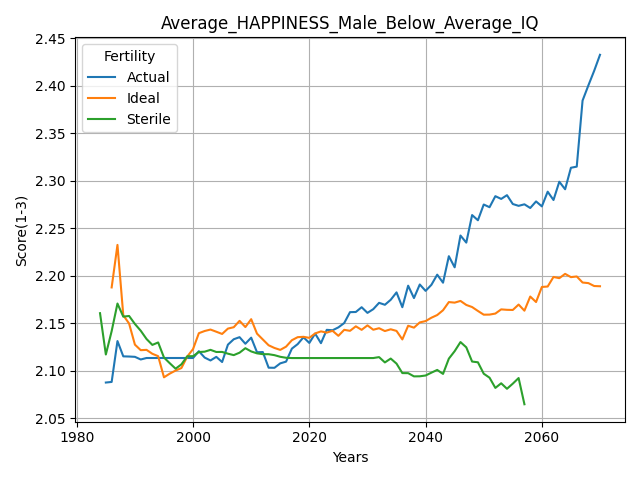 Average_HAPPINESS_Male_Below_Average_IQ
2.45
2.40
2.35
2.30
2.25
2.20
2.15
2.10
2.05
Score(1-3)
Fertility
Actual
Ideal
Sterile
1980
2000
2020
2040
2060
Years